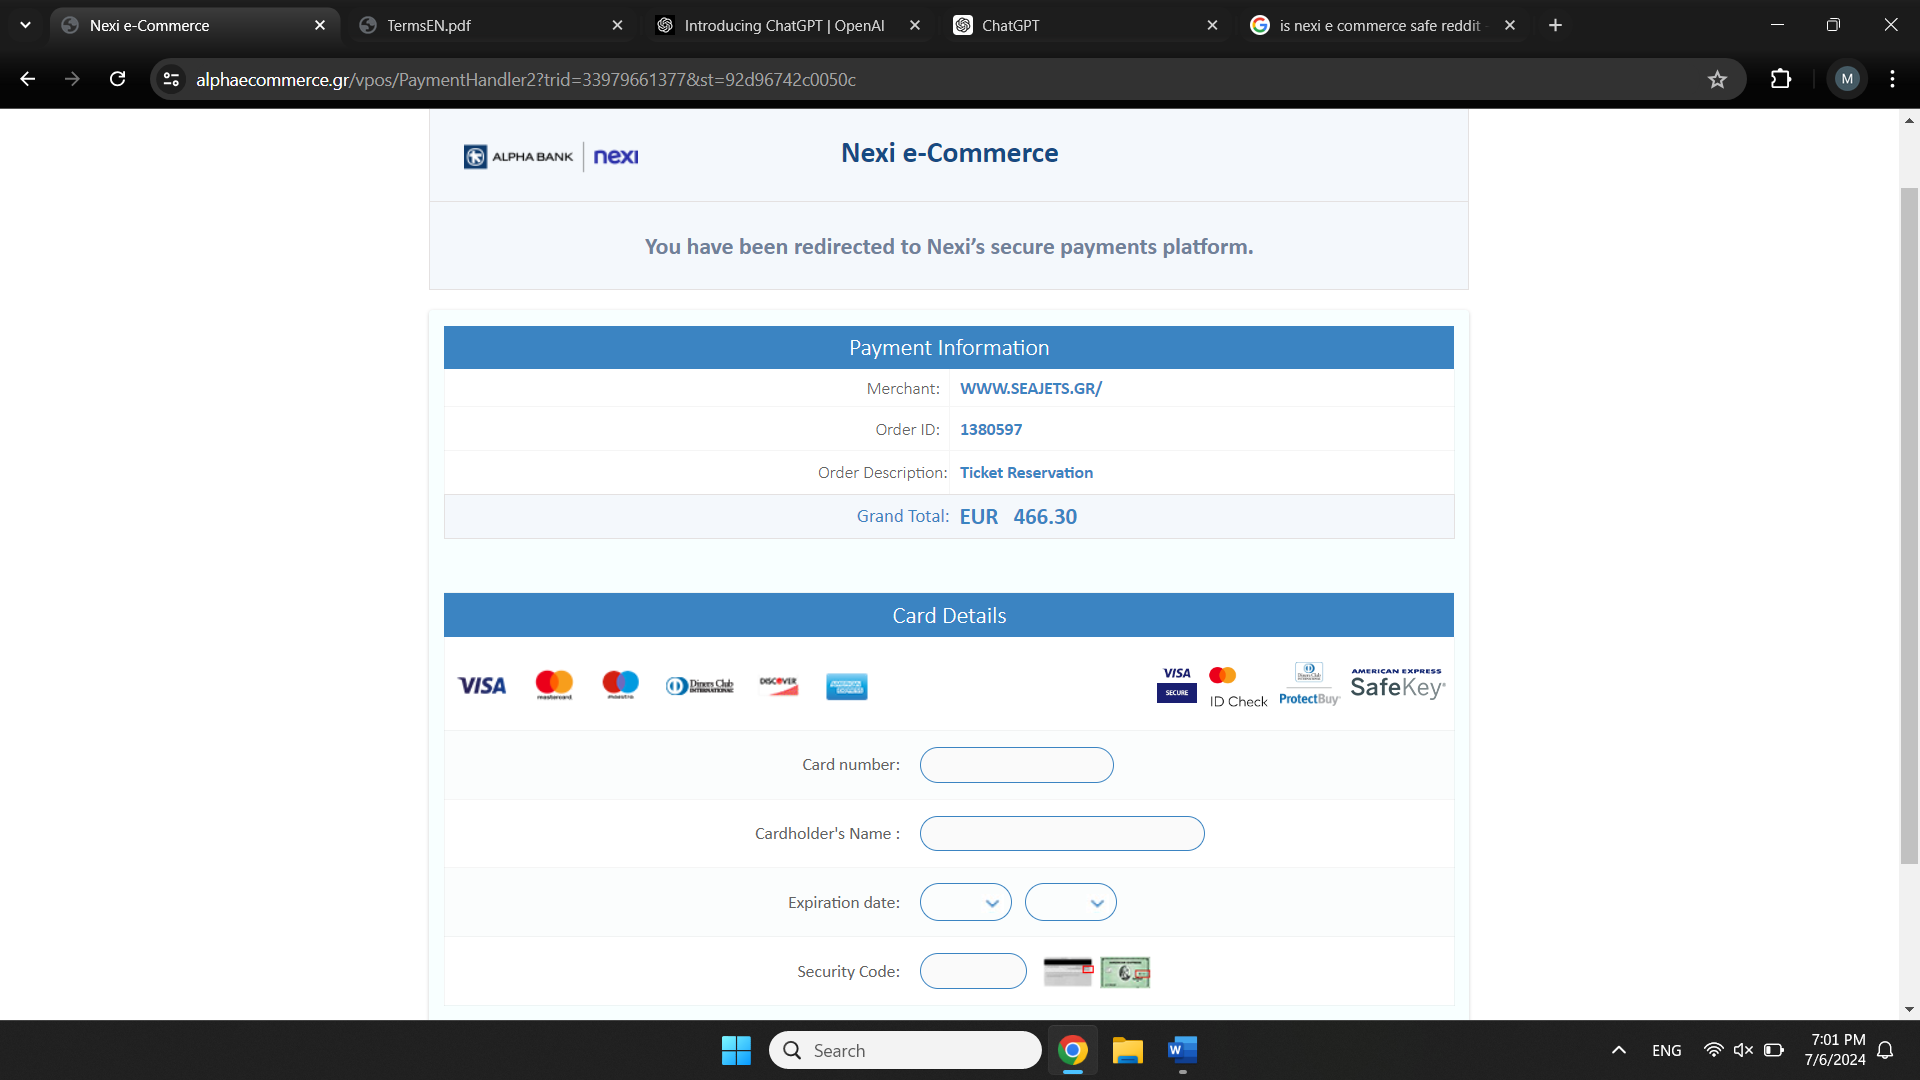 Nexi e-Commerce
TermsEN.pdf
Introducing ChatGPT | OpenAI
ChatGPT
is nexi e commerce safe reddit
alphaecommerce.gr/vpos/PaymentHandler2?trid=33979661377&st=92d96742c0050c
M
ALPHA BANK
nexi
Nexi e-Commerce
You have been redirected to Nexi’s secure payments platform.
Payment Information
Merchant: WWW.SEAJETS.GR/
Order ID: 1380597
Order Description: Ticket Reservation
Grand Total: EUR 466.30
Card Details
VISA
mastercard
maestro
Diners Club
INTERNATIONAL
DISCOVER
AMERICAN EXPRESS
VISA
SECURE
ID Check
Diners Club
ProtectBuy
AMERICAN EXPRESS
SafeKey
Card number:
Cardholder's Name :
Expiration date:
Security Code:
Search
W
ENG
7:01 PM
7/6/2024